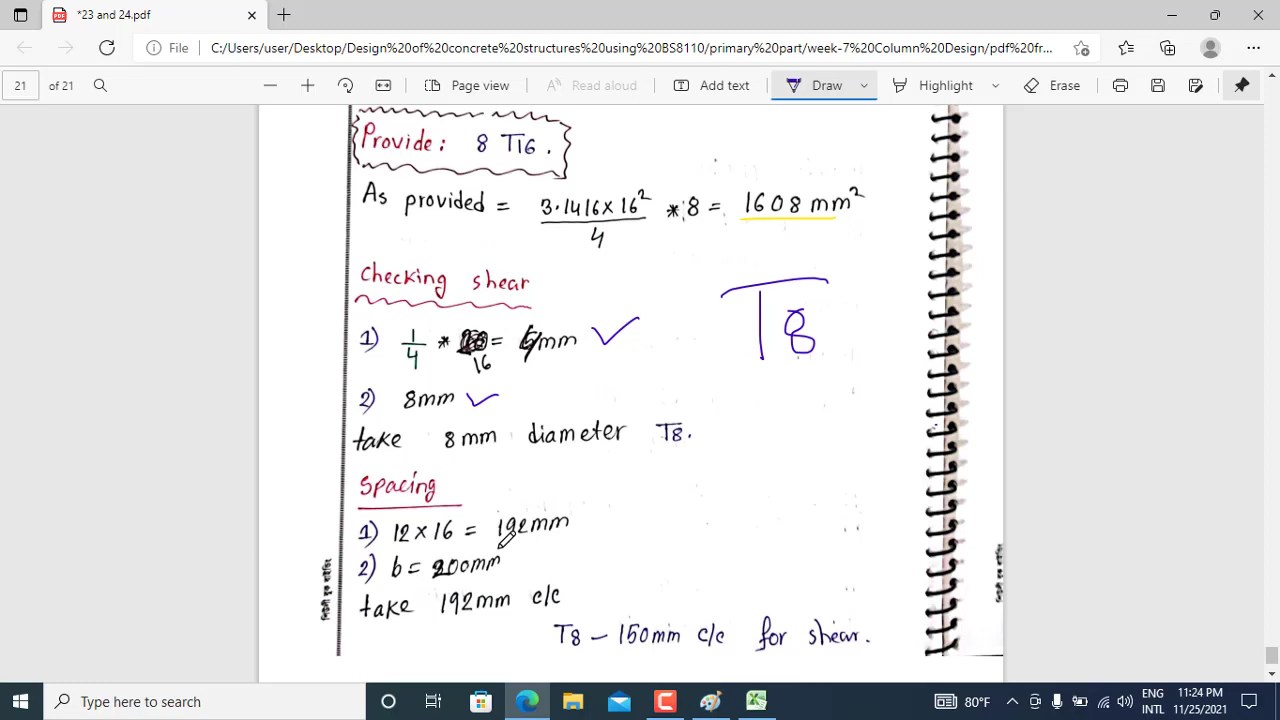 *23 and 24.pdf
File C:/Users/user/Desktop/Design%20of%20concrete%20structures%20using%20BS8110/primary%20part/week-7%20Column%20Design/pdf%20fr...
21 of 21 Page view Read aloud Add text Draw Highlight Erase
Provide: 8 T16.
As provided = 3.1416×16²/4 * 8 = 1608 mm²
Checking shear
1) 1/4 * 16 = mm
T8
2) 8mm
take 8mm diameter T8.
Spacing
1) 12×16 = 192mm
2) b = 200mm
take 192mm c/c
T8 – 150mm c/c for shear.
Type here to search
80°F
ENG
INTL
1:24 PM
11/25/2021